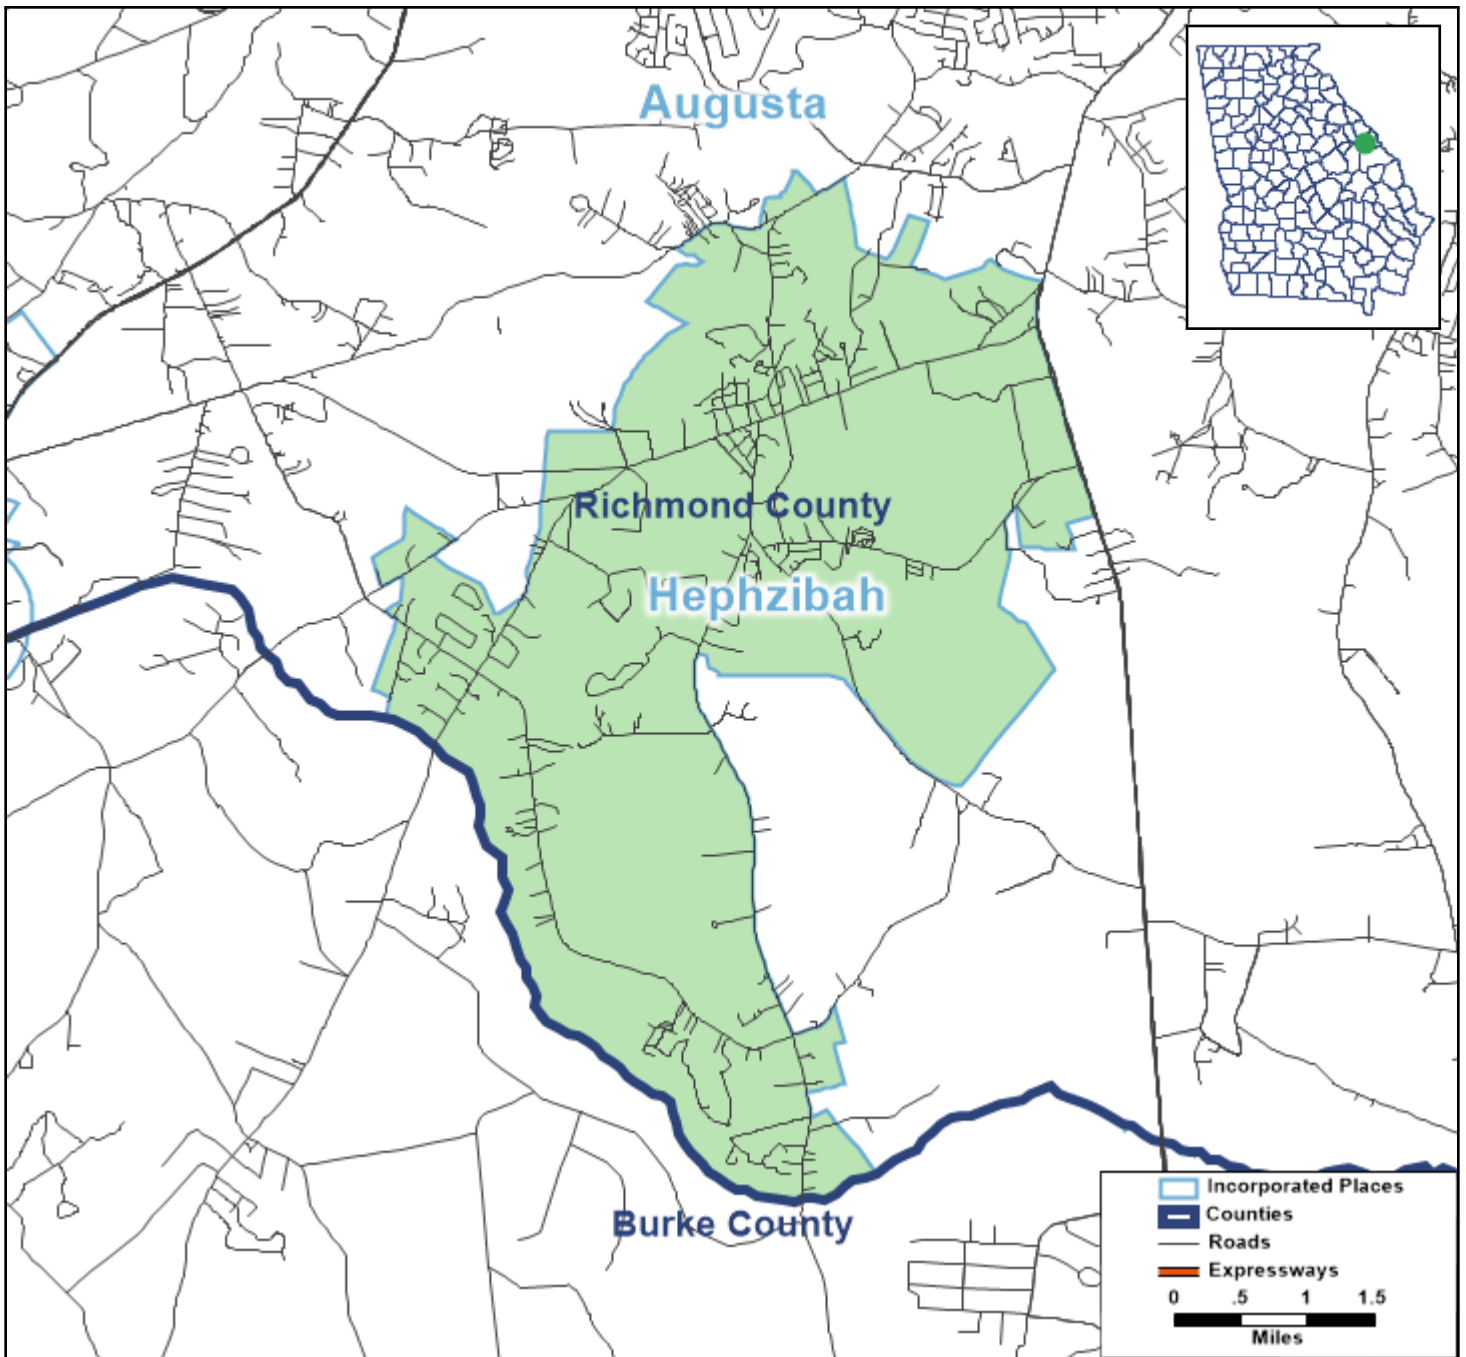 Augusta
Richmond County
Hephzibah
Burke County
Incorporated Places
Counties
Roads
Expressways
0 .5 1 1.5
Miles